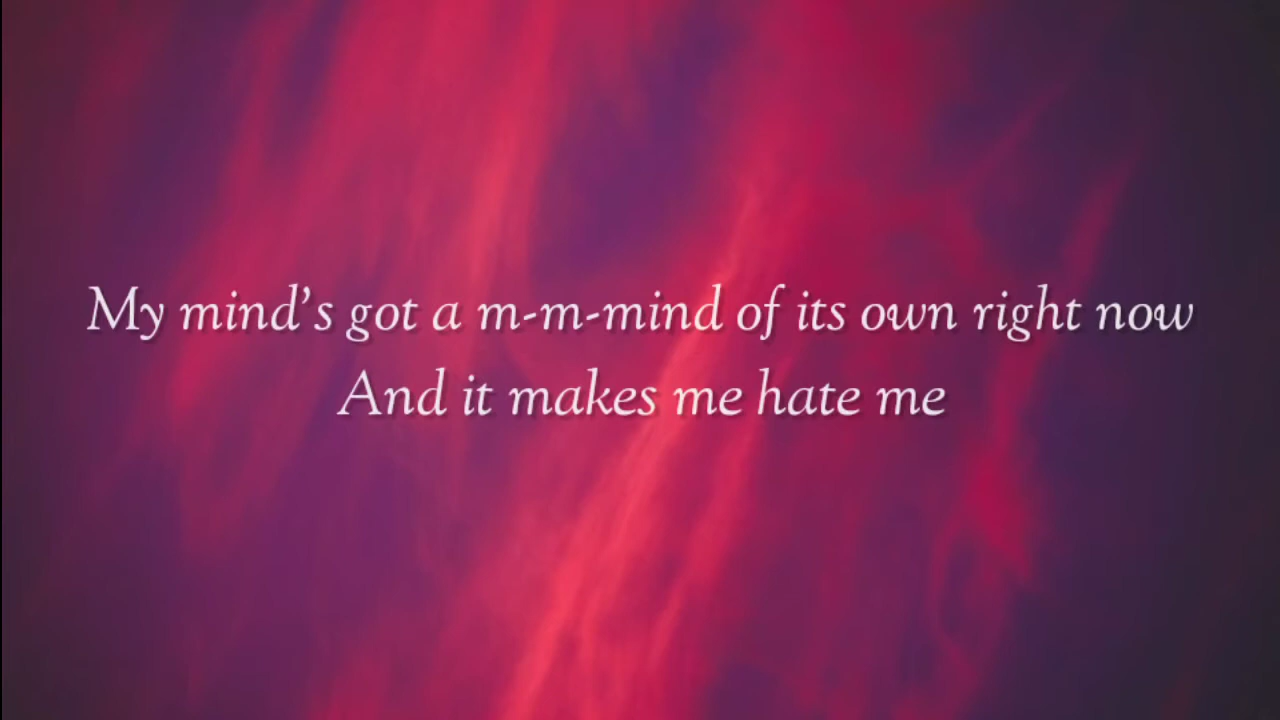 My mind’s got a m-m-mind of its own right now
And it makes me hate me